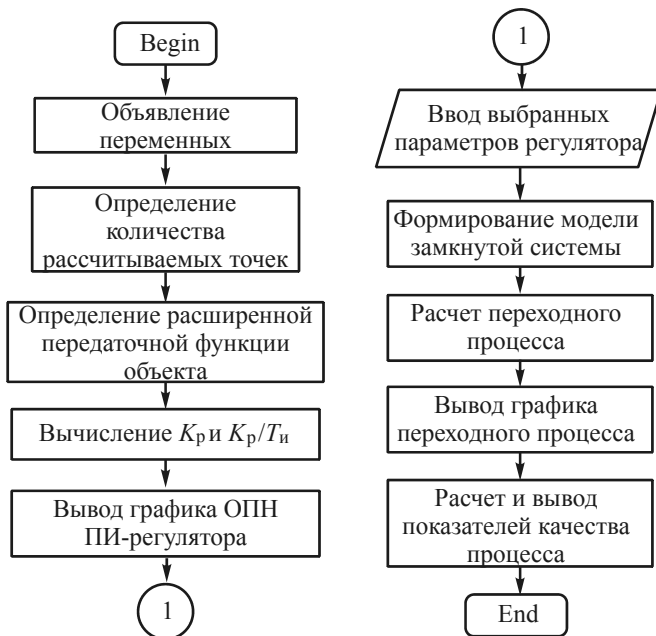 Begin
Объявление
переменных
Определение
количества
рассчитываемых точек
Определение расширенной
передаточной функции
объекта
Вычисление Kр и Kр/Tи
Вывод графика ОПН
ПИ-регулятора
1
1
Ввод выбранных
параметров регулятора
Формирование модели
замкнутой системы
Расчет переходного
процесса
Вывод графика
переходного процесса
Расчет и вывод
показателей качества
процесса
End